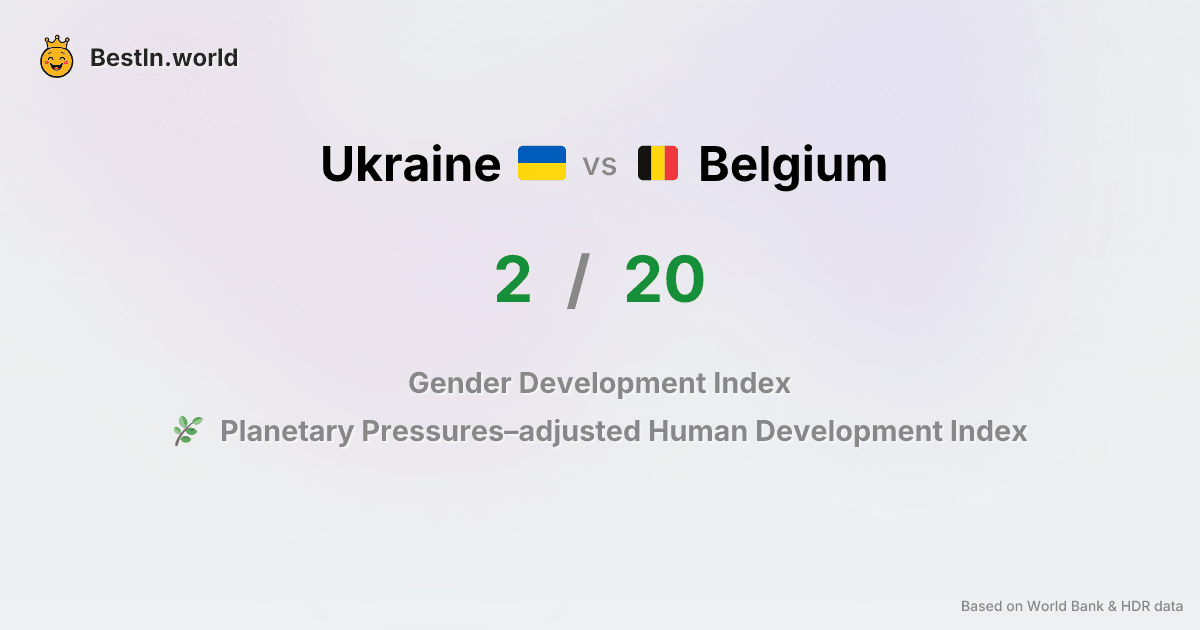 BestIn.world
Ukraine vs Belgium
2 / 20
Gender Development Index
Planetary Pressures–adjusted Human Development Index
Based on World Bank & HDR data